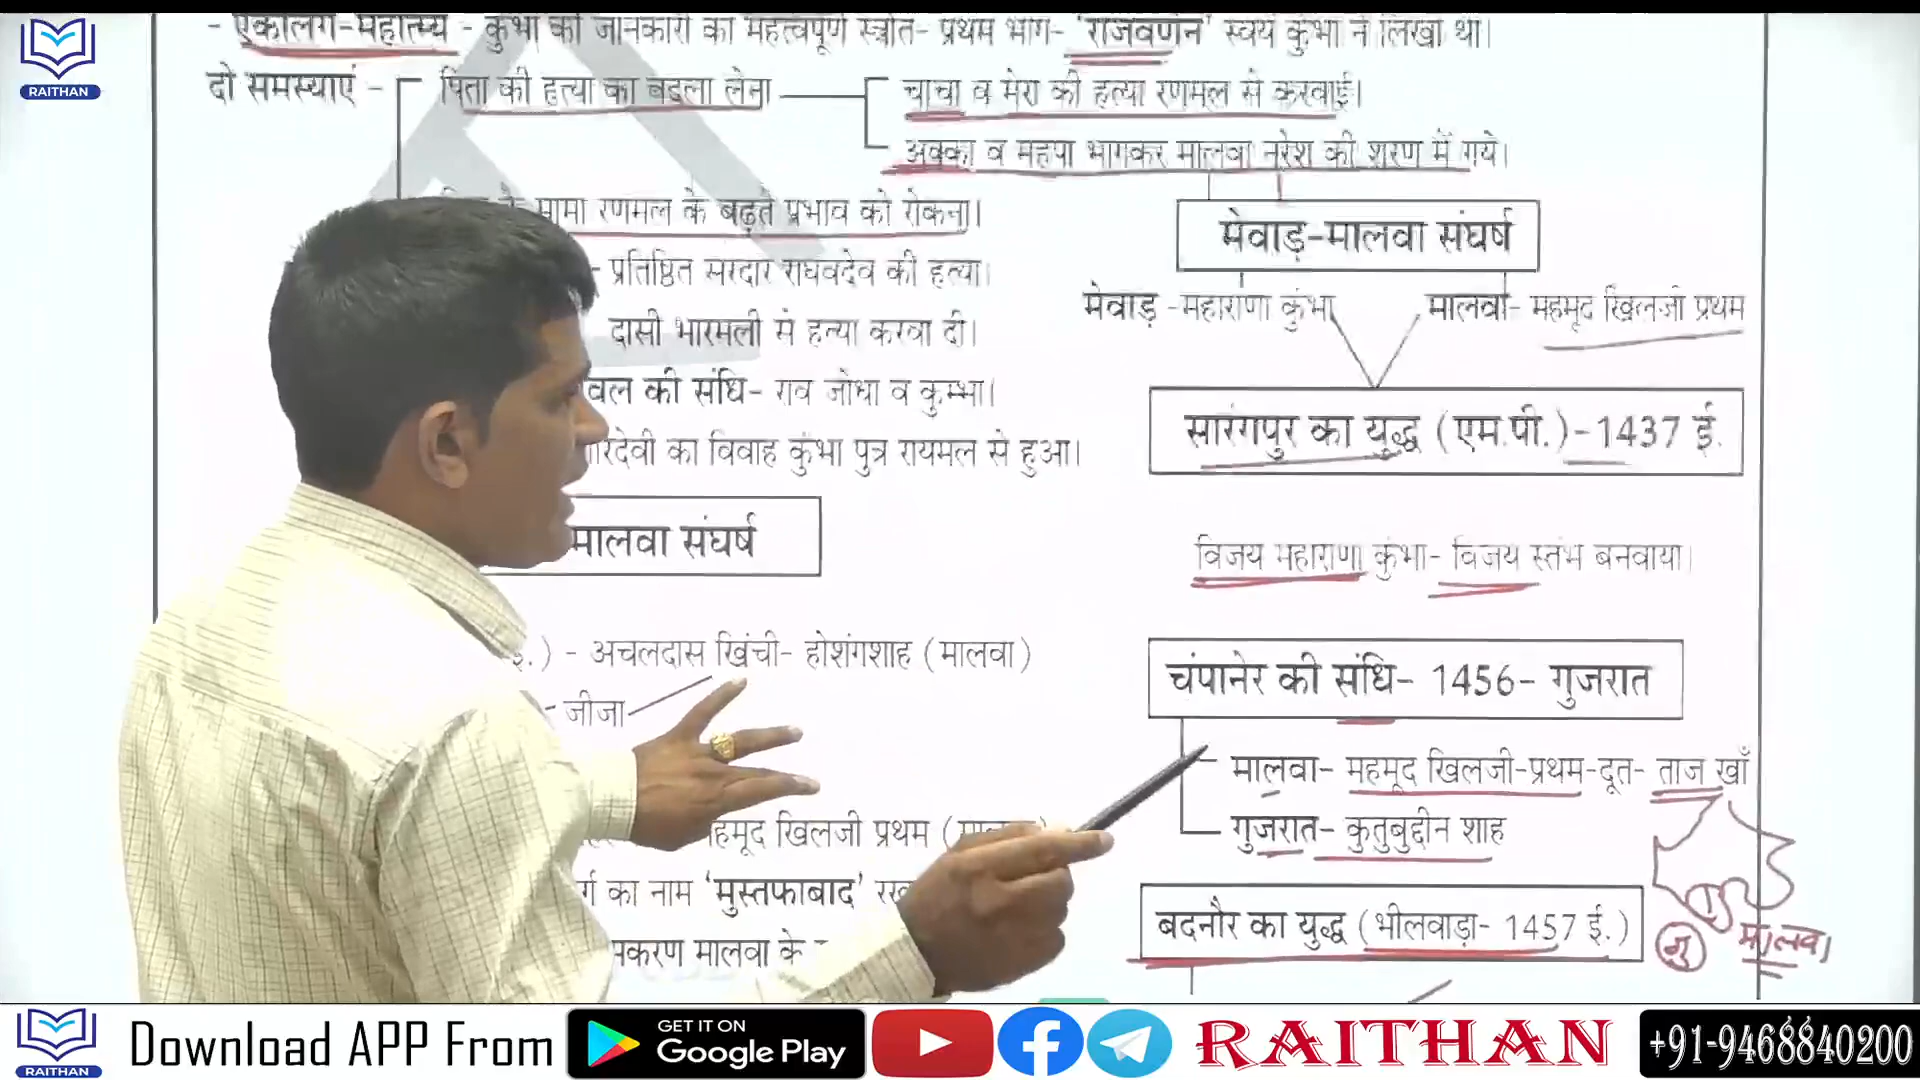 RAITHAN
- एकलिंग-महात्म्य - कुंभा की जानकारी का महत्वपूर्ण स्त्रोत- प्रथम भाग- 'राजवर्णन' स्वयं कुंभा ने लिखा था।
दो समस्याएं - पिता की हत्या का बदला लेना
चाचा व मेरा की हत्या रणमल से करवाई।
अक्का व महपा भागकर मालवा नरेश की शरण में गये।
मामा रणमल के बढ़ते प्रभाव को रोकना।
- प्रतिष्ठित सरदार राघवदेव की हत्या।
दासी भारमली से हत्या करवा दी।
वल की संधि- राव जोधा व कुम्भा।
ारदेवी का विवाह कुंभा पुत्र रायमल से हुआ।
मालवा संघर्ष
ई.) - अचलदास खिंची- होशंगशाह (मालवा)
- जीजा
हमूद खिलजी प्रथम
र्ग का नाम 'मुस्तफाबाद' रख
मकरण मालवा के
मेवाड़-मालवा संघर्ष
मेवाड़ -महाराणा कुंभा मालवा- महमूद खिलजी प्रथम
सारंगपुर का युद्ध (एम.पी.)-1437 ई.
विजय महाराणा कुंभा- विजय स्तंभ बनवाया।
चंपानेर की संधि- 1456- गुजरात
मालवा- महमूद खिलजी-प्रथम-दूत- ताज खाँ
गुजरात- कुतुबुद्दीन शाह
बदनौर का युद्ध (भीलवाड़ा- 1457 ई.)
गु मालवा
RAITHAN
Download APP From GET IT ON Google Play RAITHAN +91-9468840200